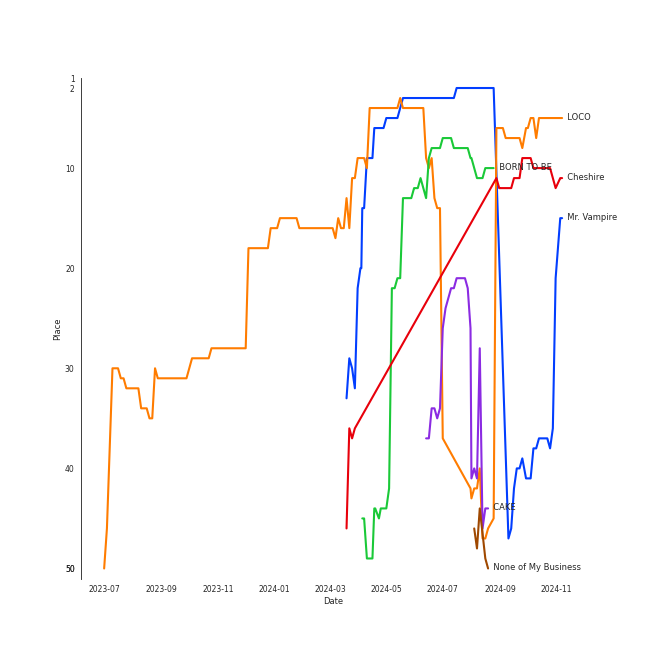 1
2
10
20
30
40
50
Place
LOCO
BORN TO BE
Cheshire
Mr. Vampire
CAKE
None of My Business
2023-07
2023-09
2023-11
2024-01
2024-03
2024-05
2024-07
2024-09
2024-11
Date